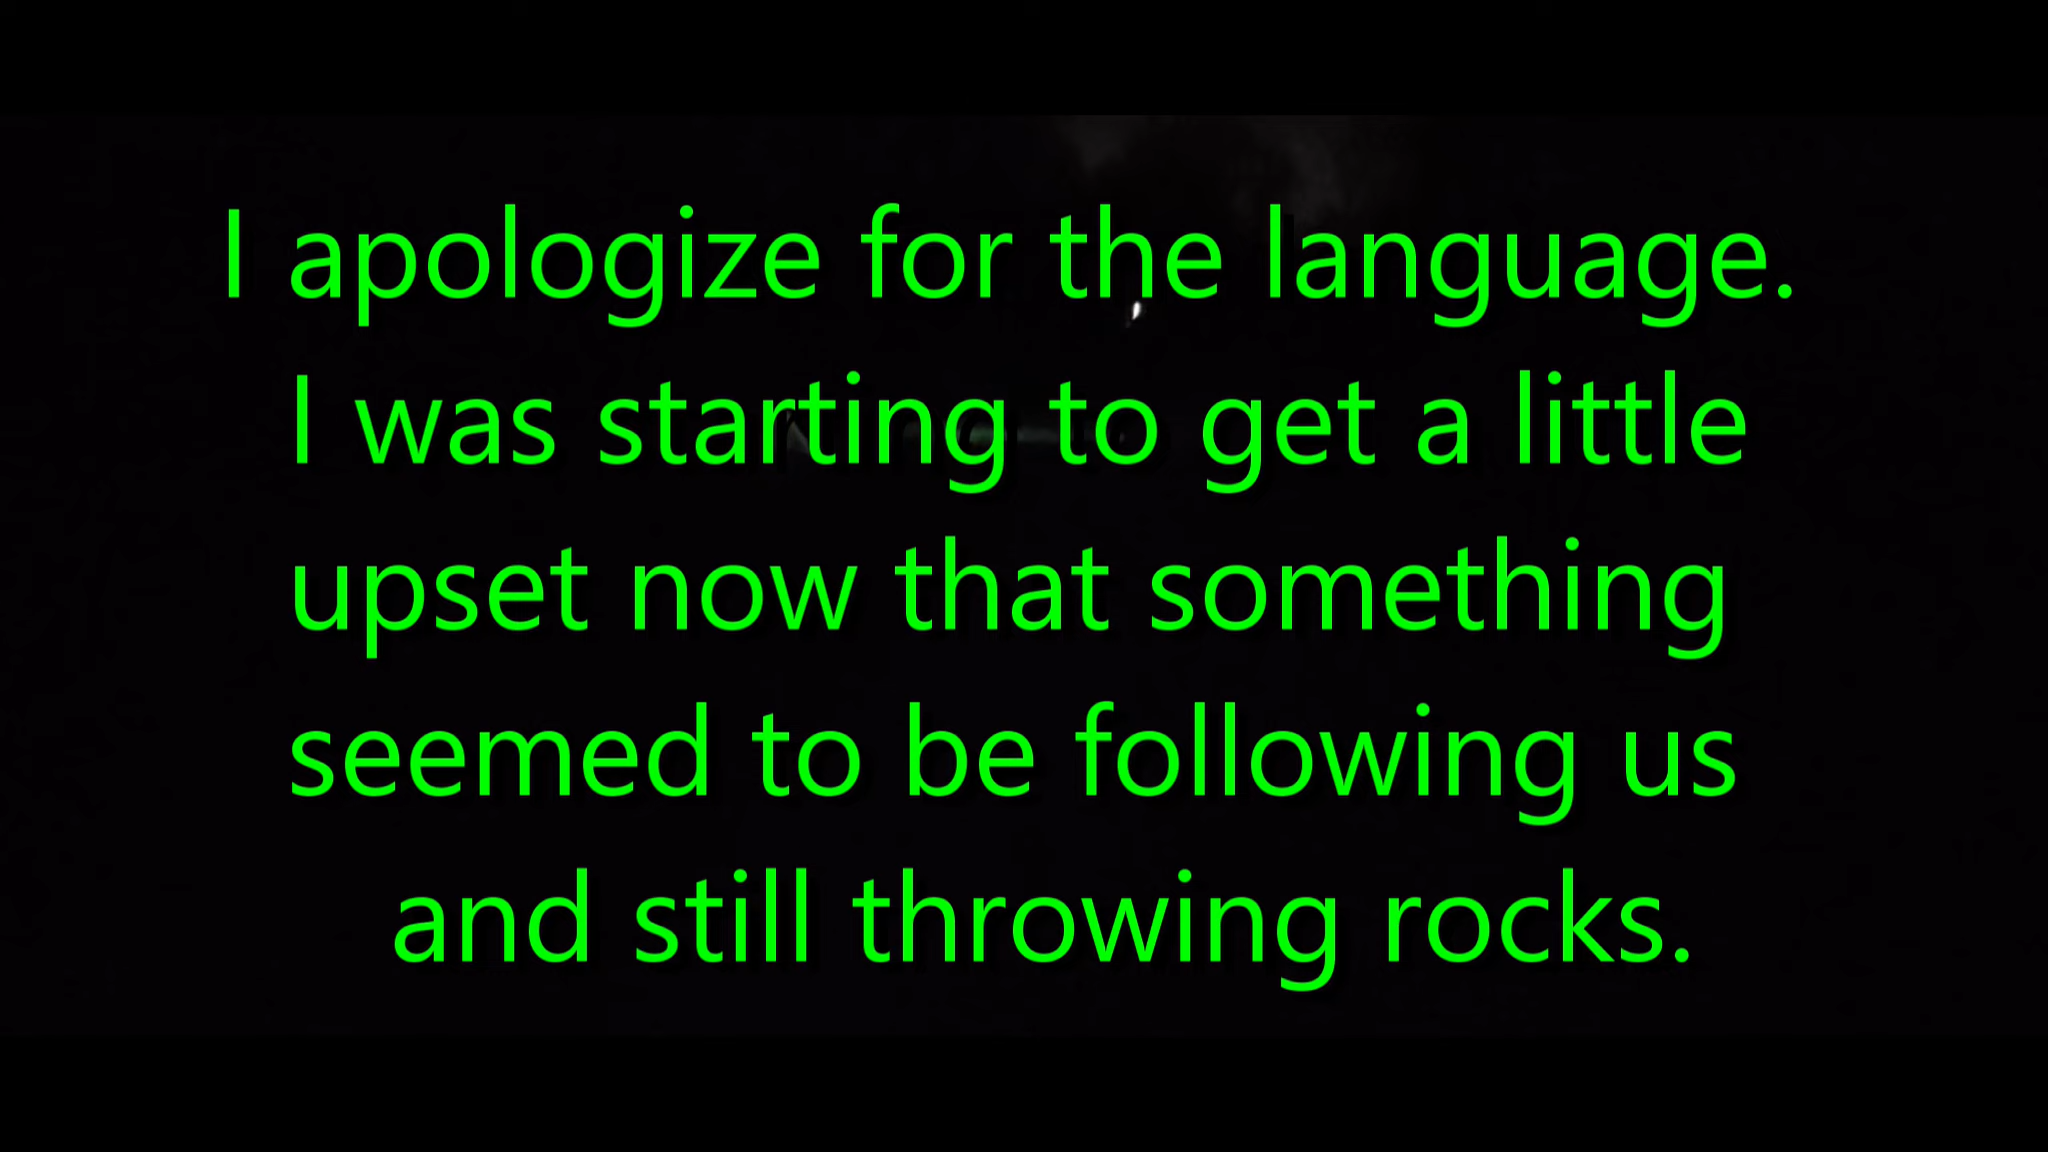 I apologize for the language.
I was starting to get a little
upset now that something
seemed to be following us
and still throwing rocks.